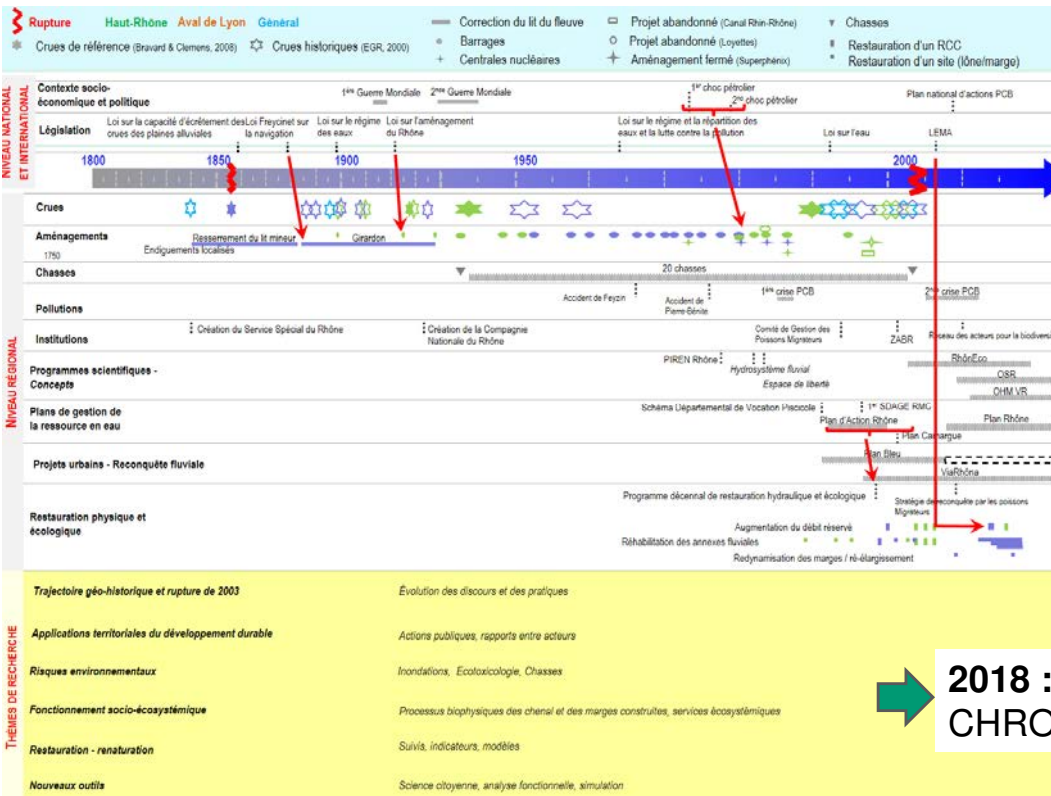 Rupture Haut-Rhône Aval de Lyon Général
Crues de référence (Bravard & Clemens, 2008) Crues historiques (EGR, 2000)
Correction du lit du fleuve
Barrages
Centrales nucléaires
Projet abandonné (Canal Rhin-Rhône)
Projet abandonné (Loyettes)
Aménagement fermé (Superphénix)
Chasses
Restauration d'un RCC
Restauration d'un site (lône/marge)
NIVEAU NATIONAL
ET INTERNATIONAL
Contexte socio-
économique et politique
1ère Guerre Mondiale 2nde Guerre Mondiale
1er choc pétrolier
2nd choc pétrolier
Plan national d'actions PCB
Législation
Loi sur la capacité d'écrêtement des
crues des plaines alluviales
Loi Freycinet sur
la navigation
Loi sur le régime
des eaux
Loi sur l'aménagement
du Rhône
Loi sur le régime et la répartition des
eaux et la lutte contre la pollution
Loi sur l'eau
LEMA
1800 1850 1900 1950 2000
NIVEAU RÉGIONAL
Crues
Aménagements
1750
Resserrement du lit mineur
Endiguements localisés
Girardon
Chasses
20 chasses
Pollutions
Accident de Feyzin
Accident de
Pierre-Bénite
1ère crise PCB
2nde crise PCB
Institutions
Création du Service Spécial du Rhône
Création de la Compagnie
Nationale du Rhône
Comité de Gestion des
Poissons Migrateurs
ZABR
Réseau des acteurs pour la biodiversi
Programmes scientifiques -
Concepts
PIREN Rhône
Hydrosystème fluvial
Espace de liberté
RhônEco
OSR
OHM VR
Plans de gestion de
la ressource en eau
Schéma Départemental de Vocation Piscicole
1er SDAGE RMC
Plan d'Action Rhône
Plan Camargue
Plan Rhône
Projets urbains - Reconquête fluviale
Plan Bleu
ViaRhôna
Restauration physique et
écologique
Programme décennal de restauration hydraulique et écologique
Stratégie de reconquête par les poissons
Migrateurs
Augmentation du débit réservé
Réhabilitation des annexes fluviales
Redynamisation des marges / ré-élargissement
THÈMES DE RECHERCHE
Trajectoire géo-historique et rupture de 2003 Évolution des discours et des pratiques
Applications territoriales du développement durable Actions publiques, rapports entre acteurs
Risques environnementaux Inondations, Ecotoxicologie, Chasses
Fonctionnement socio-écosystémique Processus biophysiques des chenal et des marges construites, services écosystémiques
Restauration - renaturation Suivis, indicateurs, modèles
Nouveaux outils Science citoyenne, analyse fonctionnelle, simulation
2018 :
CHRO